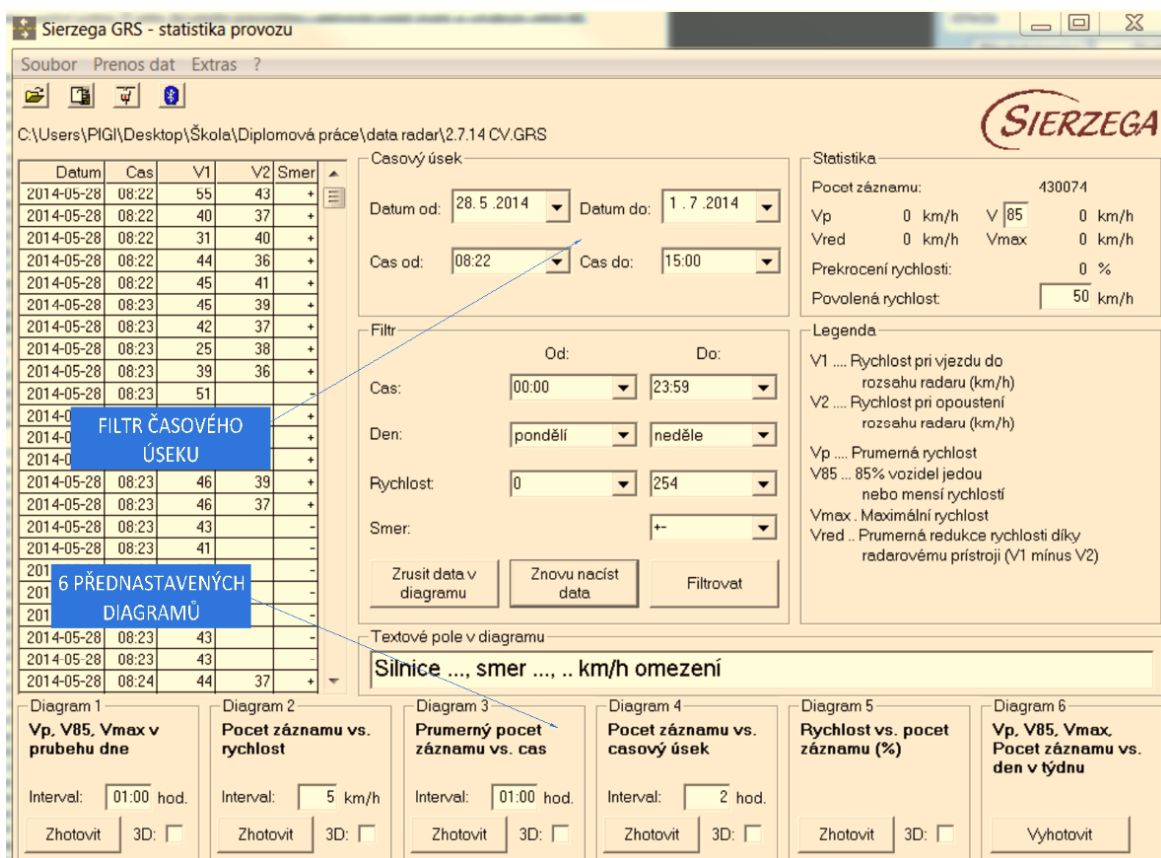 Sierzega GRS - statistika provozu
Soubor Prenos dat Extras ?
C:\Users\PIGI\Desktop\Škola\Diplomová práce\data radar\2.7.14 CV.GRS
SIERZEGA
Datum Cas V1 V2 Smer
2014-05-28 08:22 55 43 +
2014-05-28 08:22 40 37 +
2014-05-28 08:22 31 40 +
2014-05-28 08:22 44 36 +
2014-05-28 08:22 45 41 +
2014-05-28 08:23 45 39 +
2014-05-28 08:23 42 37 +
2014-05-28 08:23 25 38 +
2014-05-28 08:23 39 36 +
2014-05-28 08:23 51 -
2014-0 +
2014-0 +
2014-0 +
2014-05-28 08:23 46 39 +
2014-05-28 08:23 46 37 +
2014-05-28 08:23 43 -
2014-05-28 08:23 41 -
201 -
201 -
201 -
2014-05-28 08:23 43 -
2014-05-28 08:23 43 -
2014-05-28 08:24 44 37 +
FILTR ČASOVÉHO
ÚSEKU
6 PŘEDNASTAVENÝCH
DIAGRAMŮ
Casový úsek
Datum od: 28. 5 .2014 Datum do: 1 . 7 .2014
Cas od: 08:22 Cas do: 15:00
Filtr
Od: Do:
Cas: 00:00 23:59
Den: pondělí neděle
Rychlost: 0 254
Smer: +-
Zrusit data v
diagramu
Znovu nacíst
data
Filtrovat
Statistika
Pocet záznamu: 430074
Vp 0 km/h V 85 0 km/h
Vred 0 km/h Vmax 0 km/h
Prekrocení rychlosti: 0 %
Povolená rychlost: 50 km/h
Legenda
V1 .... Rychlost pri vjezdu do
rozsahu radaru (km/h)
V2 .... Rychlost pri opoustení
rozsahu radaru (km/h)
Vp .... Prumerná rychlost
V85 ... 85% vozidel jedou
nebo mensí rychlostí
Vmax . Maximální rychlost
Vred .. Prumerná redukce rychlosti díky
radarovému prístroji (V1 mínus V2)
Textové pole v diagramu
Silnice ..., smer ..., .. km/h omezení
Diagram 1
Vp, V85, Vmax v
prubehu dne
Interval: 01:00 hod.
Zhotovit 3D:
Diagram 2
Pocet záznamu vs.
rychlost
Interval: 5 km/h
Zhotovit 3D:
Diagram 3
Prumerný pocet
záznamu vs. cas
Interval: 01:00 hod.
Zhotovit 3D:
Diagram 4
Pocet záznamu vs.
casový úsek
Interval: 2 hod.
Zhotovit 3D:
Diagram 5
Rychlost vs. pocet
záznamu (%)
Zhotovit 3D:
Diagram 6
Vp, V85, Vmax,
Pocet záznamu vs.
den v týdnu
Vyhotovit